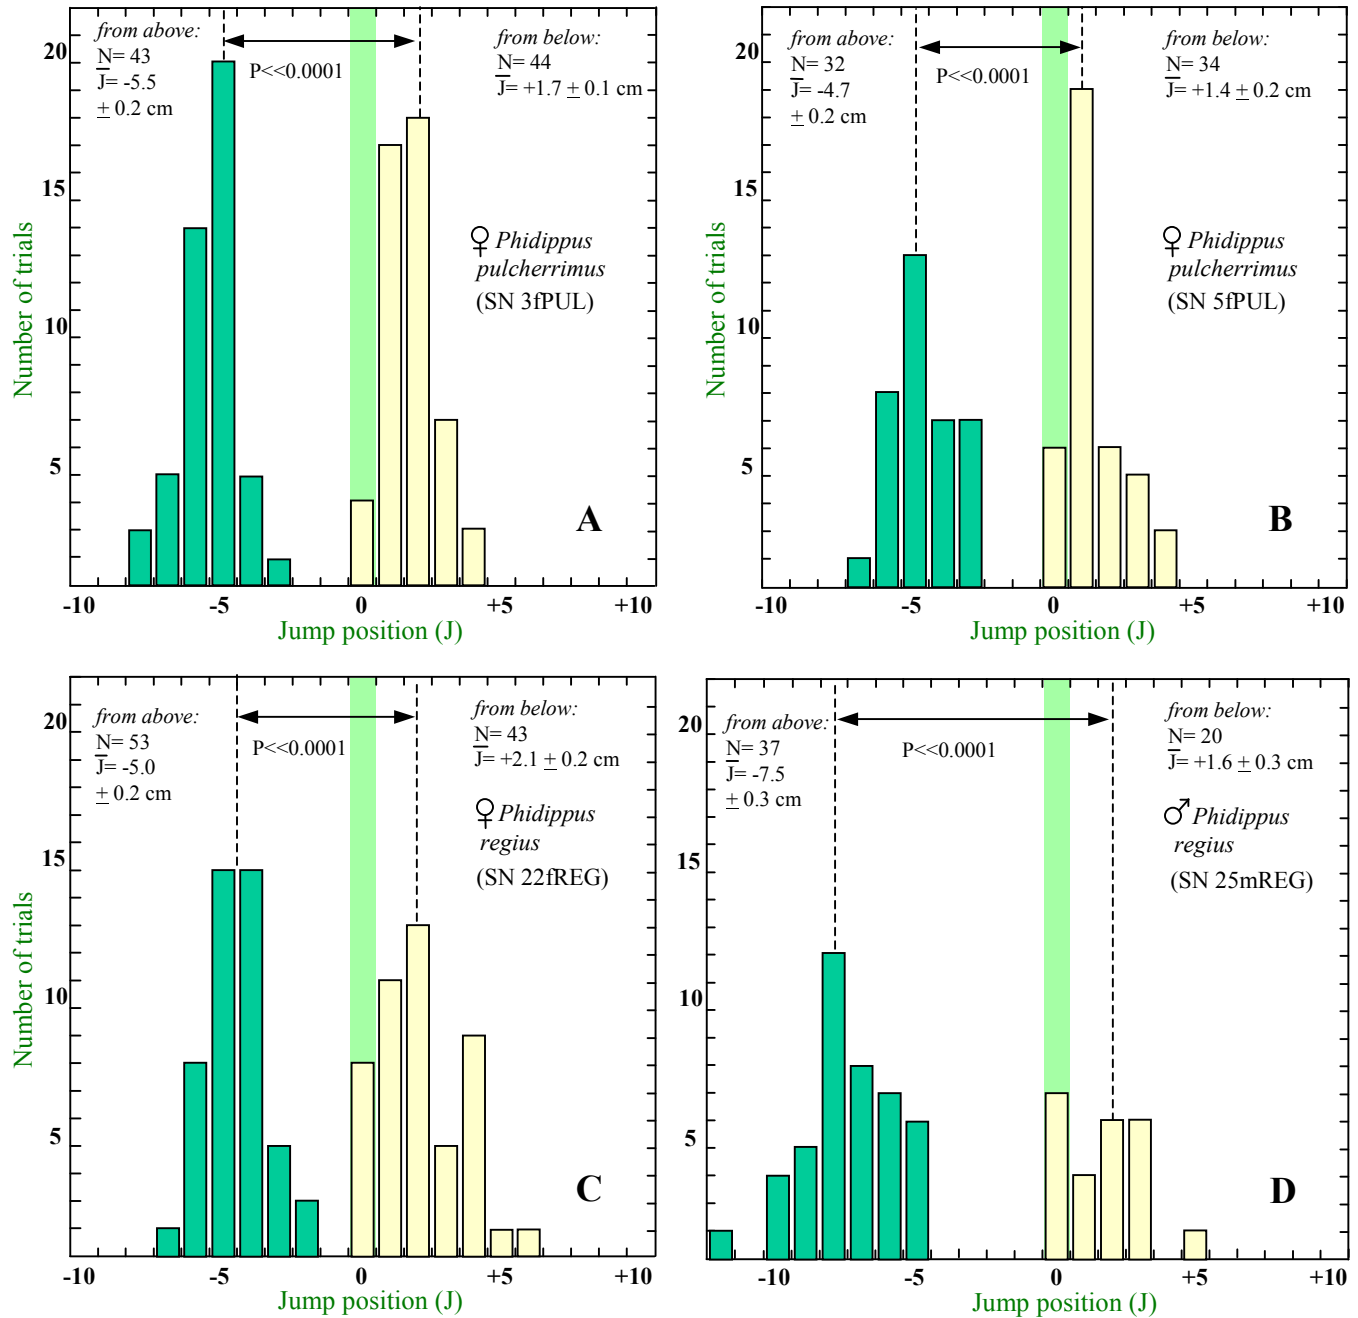 from above:
N= 43
J= -5.5
+ 0.2 cm
P<<0.0001
from below:
N= 44
J= +1.7 + 0.1 cm
♀ Phidippus
pulcherrimus
(SN 3fPUL)
A
Number of trials
20
15
10
5
-10
-5
0
+5
+10
Jump position (J)
from above:
N= 32
J= -4.7
+ 0.2 cm
P<<0.0001
from below:
N= 34
J= +1.4 + 0.2 cm
♀ Phidippus
pulcherrimus
(SN 5fPUL)
B
Number of trials
20
15
10
5
-10
-5
0
+5
+10
Jump position (J)
from above:
N= 53
J= -5.0
+ 0.2 cm
P<<0.0001
from below:
N= 43
J= +2.1 + 0.2 cm
♀ Phidippus
regius
(SN 22fREG)
C
Number of trials
20
15
10
5
-10
-5
0
+5
+10
Jump position (J)
from above:
N= 37
J= -7.5
+ 0.3 cm
P<<0.0001
from below:
N= 20
J= +1.6 + 0.3 cm
♂ Phidippus
regius
(SN 25mREG)
D
20
15
10
5
-10
-5
0
+5
+10
Jump position (J)